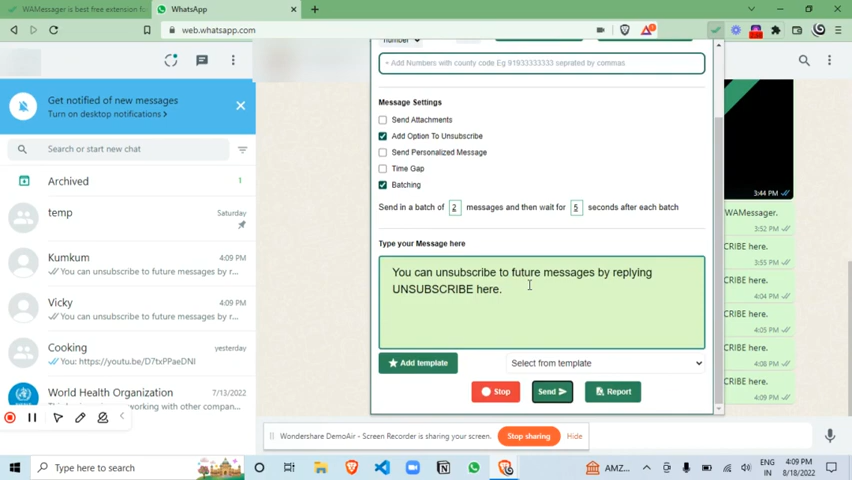 WAMessager is best free extension fo
WhatsApp
web.whatsapp.com
number
+ Add Numbers with county code Eg 91933333333 seprated by commas
Get notified of new messages
Turn on desktop notifications >
Message Settings
Send Attachments
Add Option To Unsubscribe
Search or start new chat
Send Personalized Message
Time Gap
Archived
1
Batching
3:44 PM
temp
Saturday
Send in a batch of 2 messages and then wait for 5 seconds after each batch
WAMessager.
3:52 PM
Type your Message here
CRIBE here.
3:55 PM
Kumkum
4:09 PM
You can unsubscribe to future messages by r...
You can unsubscribe to future messages by replying
UNSUBSCRIBE here.
CRIBE here.
4:04 PM
Vicky
4:09 PM
You can unsubscribe to future messages by r...
CRIBE here.
4:05 PM
Cooking
yesterday
You: https://youtu.be/D7txPPaeDNI
Add template
Select from template
CRIBE here.
4:08 PM
World Health Organization
7/13/2022
working with other compan...
Stop
Send
Report
CRIBE here.
4:09 PM
Wondershare DemoAir - Screen Recorder is sharing your screen.
Stop sharing
Hide
Type here to search
N
AMZ...
ENG
IN
4:09 PM
8/18/2022